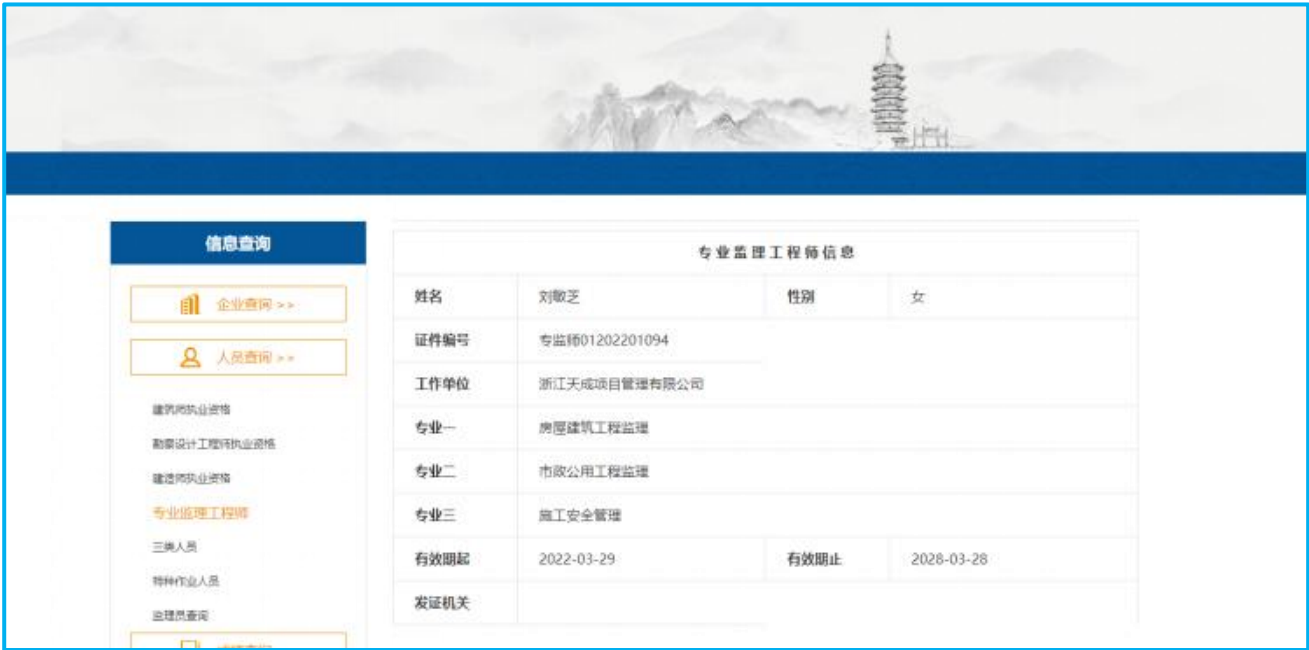 信息查询
企业查询 >>
人员查询 >>
建筑师执业资格
勘察设计工程师执业资格
建造师执业资格
专业监理工程师
三类人员
特种作业人员
监理员查询
专业监理工程师信息
姓名 刘敏芝 性别 女
证件编号 专监师01202201094
工作单位 浙江天成项目管理有限公司
专业一 房屋建筑工程监理
专业二 市政公用工程监理
专业三 施工安全管理
有效期起 2022-03-29 有效期止 2028-03-28
发证机关